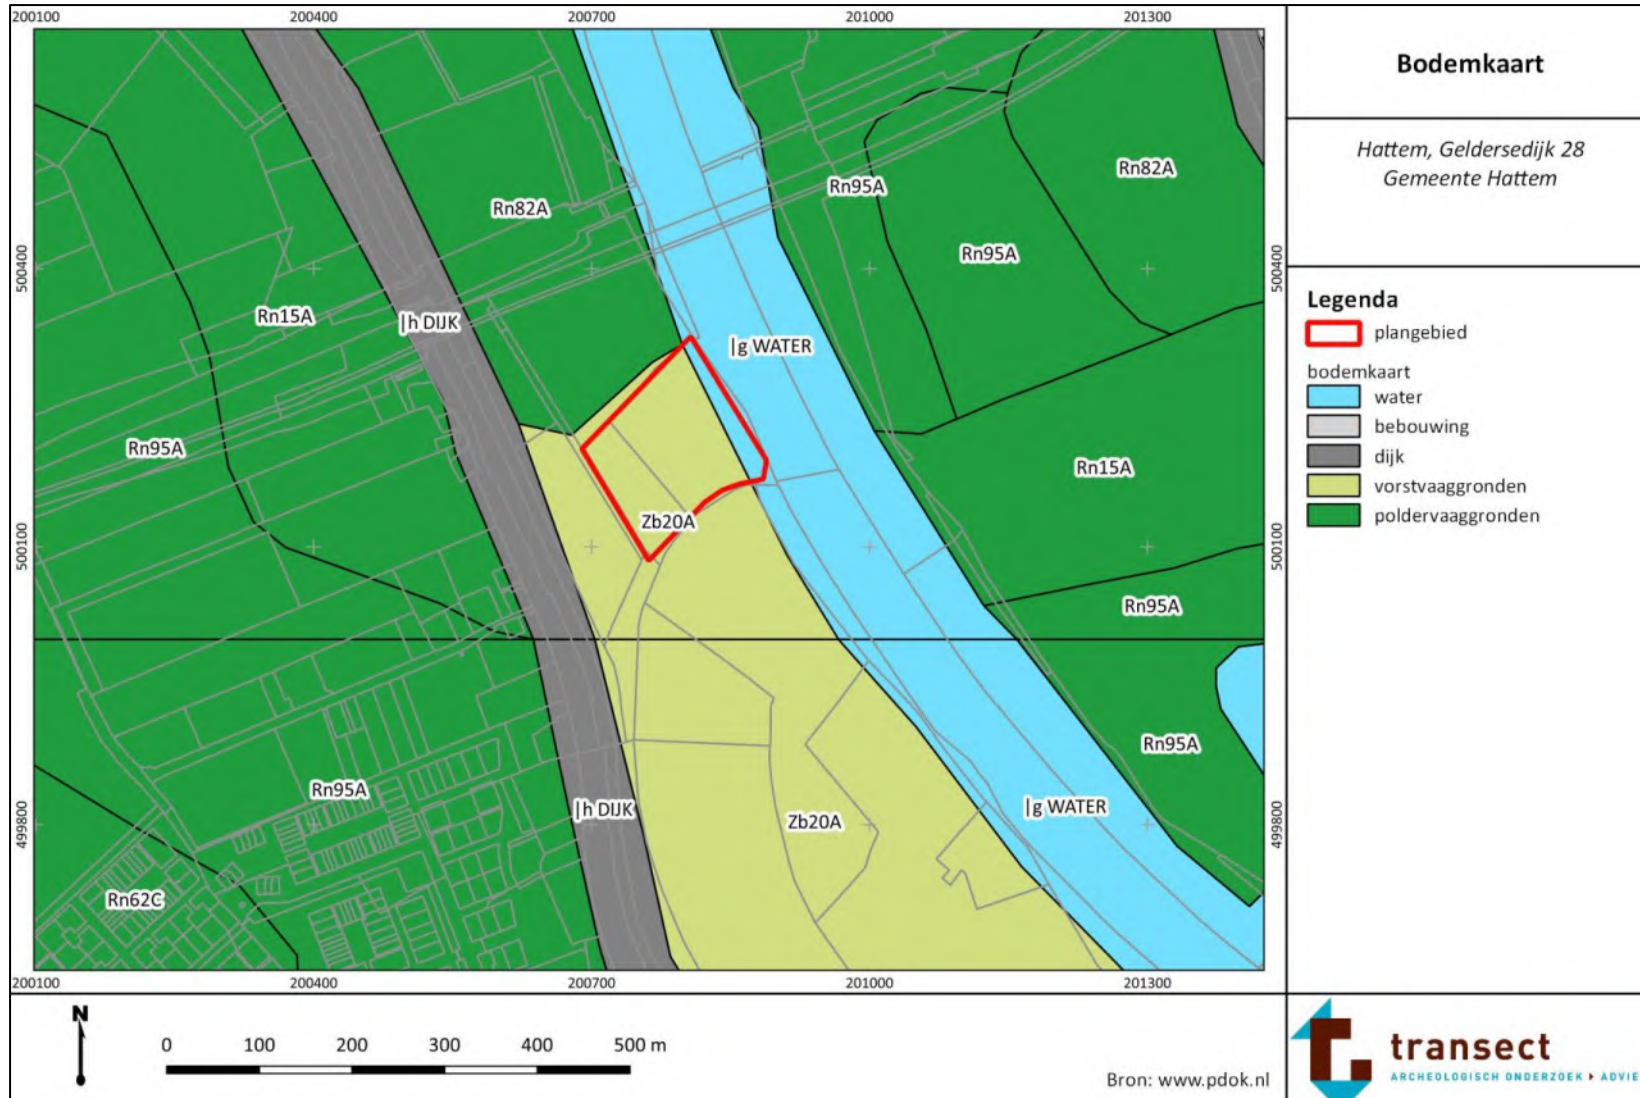 200100 200400 200700 201000 201300
Bodemkaart
Hattem, Geldersedijk 28
Gemeente Hattem
Legenda
plangebied
bodemkaart
water
bebouwing
dijk
vorstvaaggronden
poldervaaggronden
500400
500100
499800
500400
500100
499800
Rn82A
Rn95A
Rn82A
Rn95A
Rn15A
|h DIJK
|g WATER
Rn95A
Rn15A
Zb20A
Rn95A
Rn95A
Rn95A
|h DIJK
Zb20A
|g WATER
Rn62C
200100 200400 200700 201000 201300
N
0 100 200 300 400 500 m
Bron: www.pdok.nl
transect
ARCHEOLOGISCH ONDERZOEK ▸ ADVIE